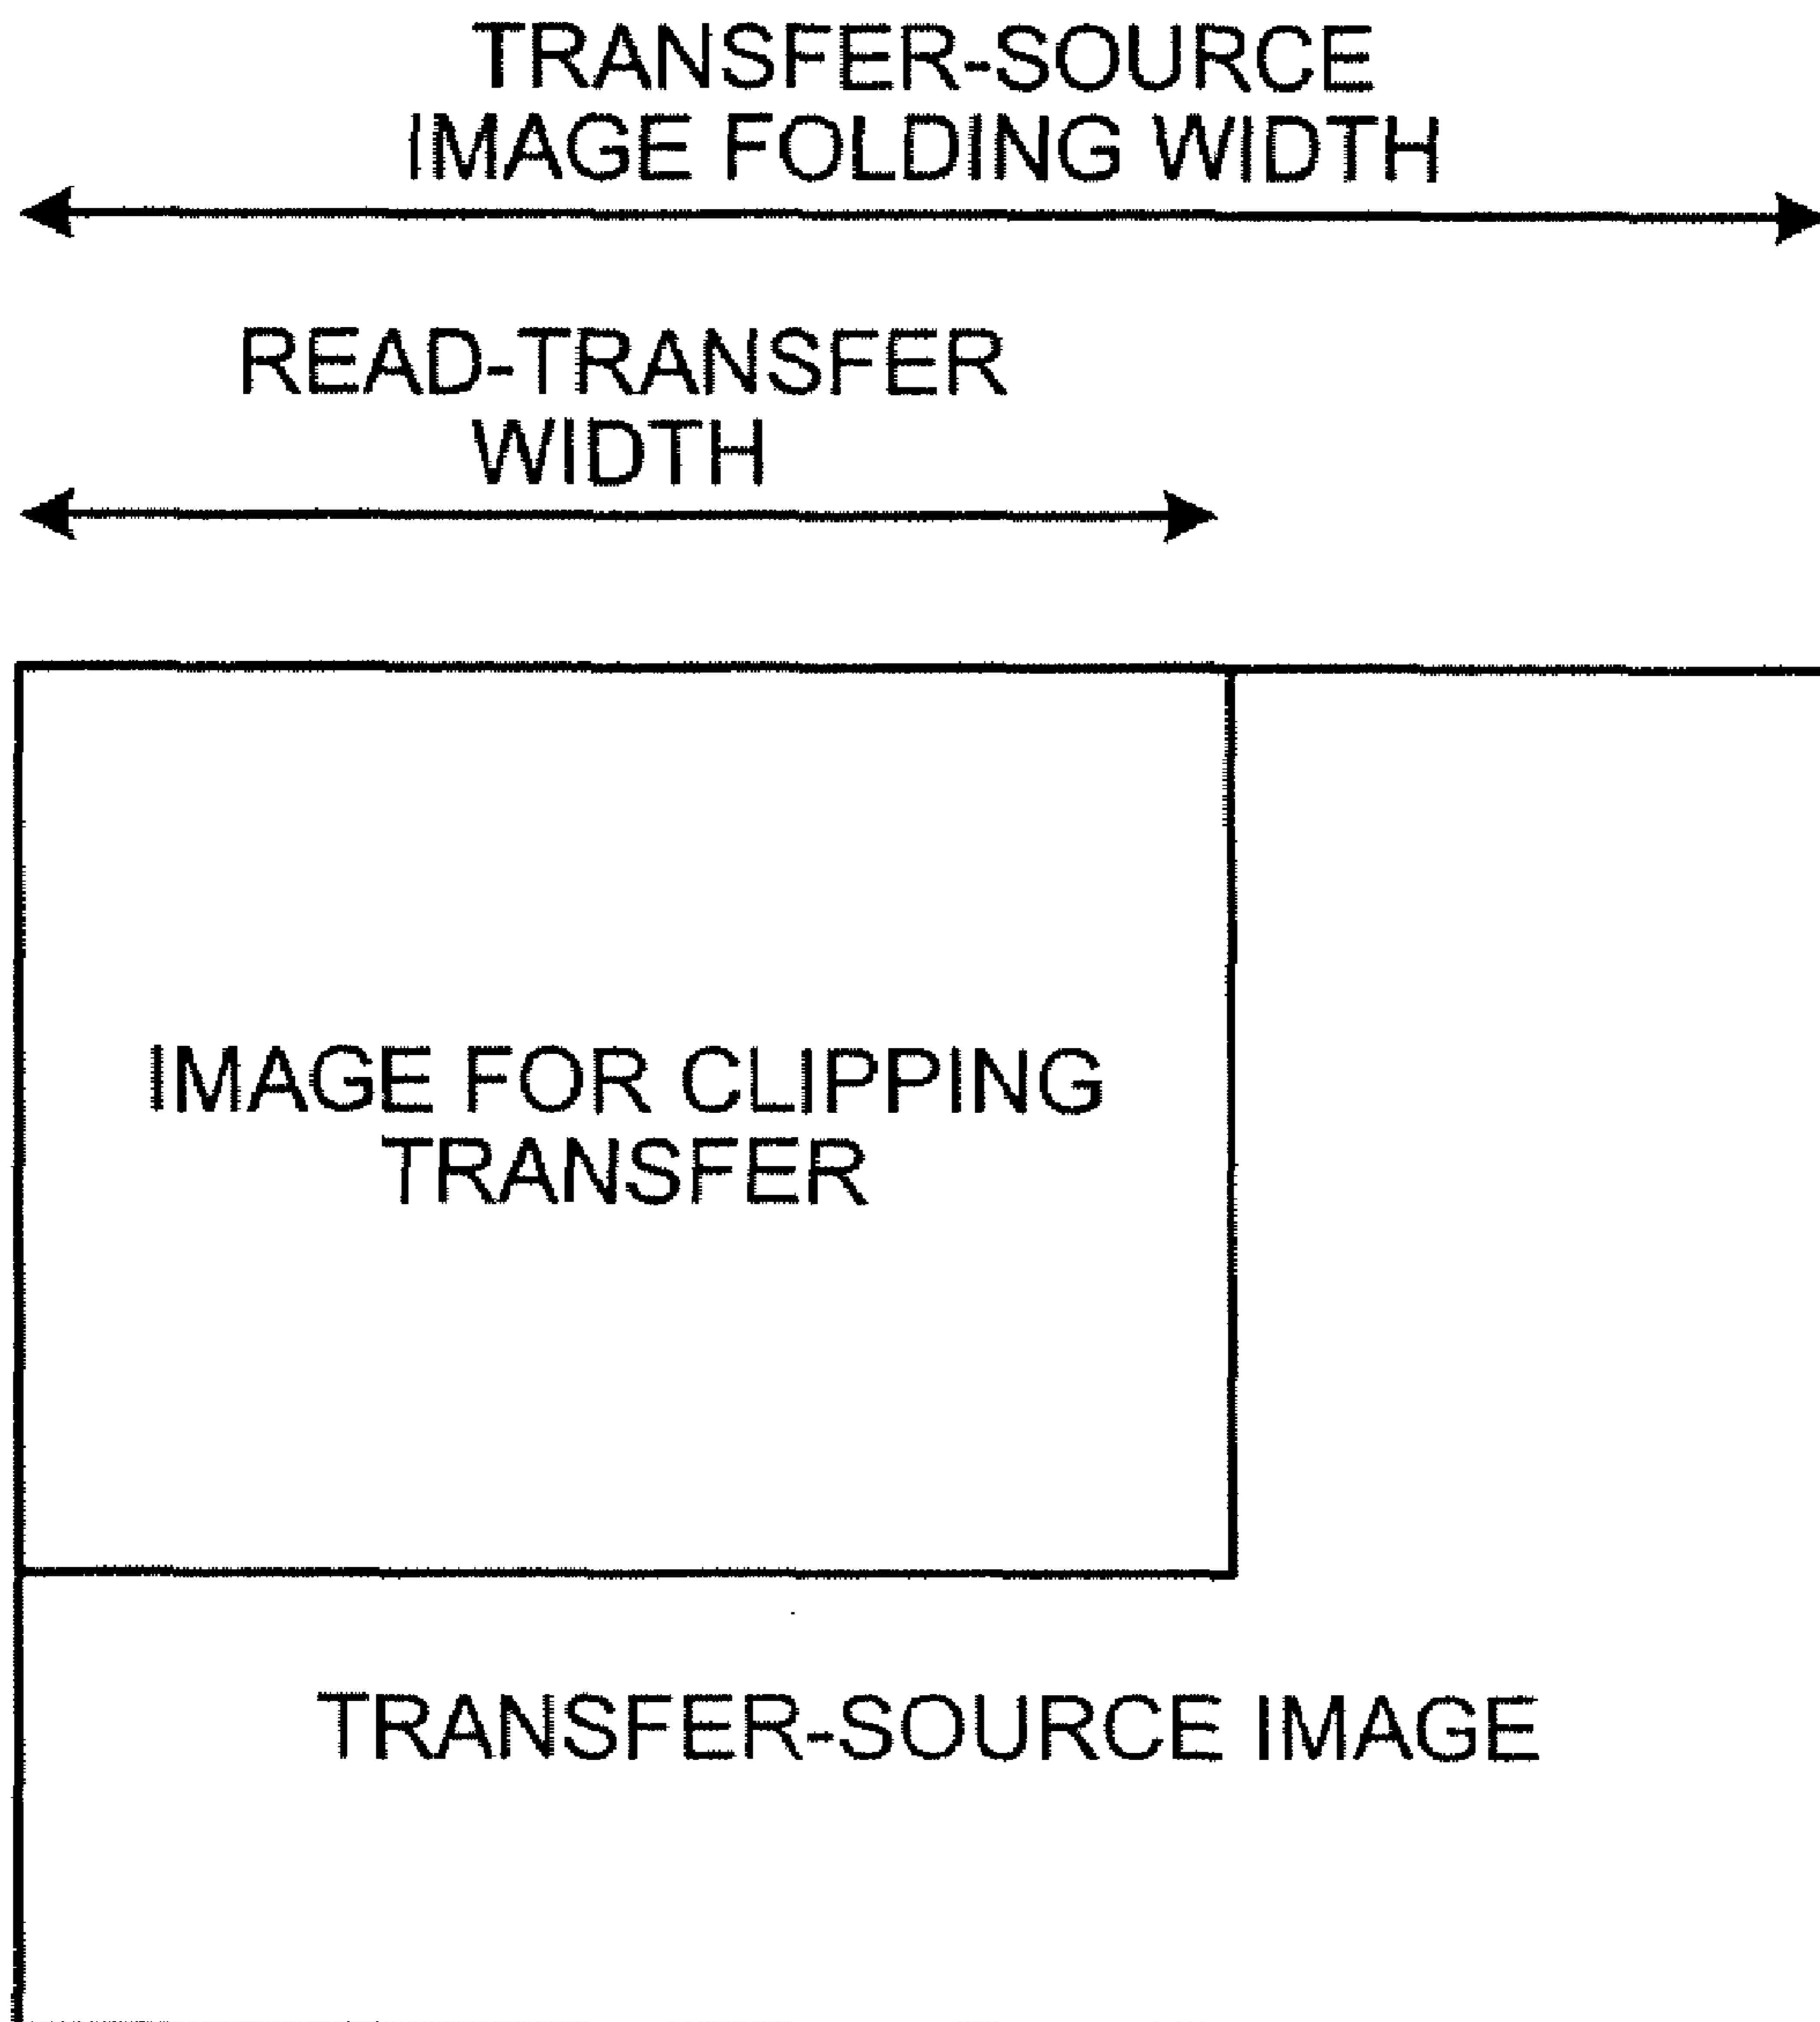 TRANSFER-SOURCE
IMAGE FOLDING WIDTH
READ-TRANSFER
WIDTH
IMAGE FOR CLIPPING
TRANSFER
TRANSFER-SOURCE IMAGE